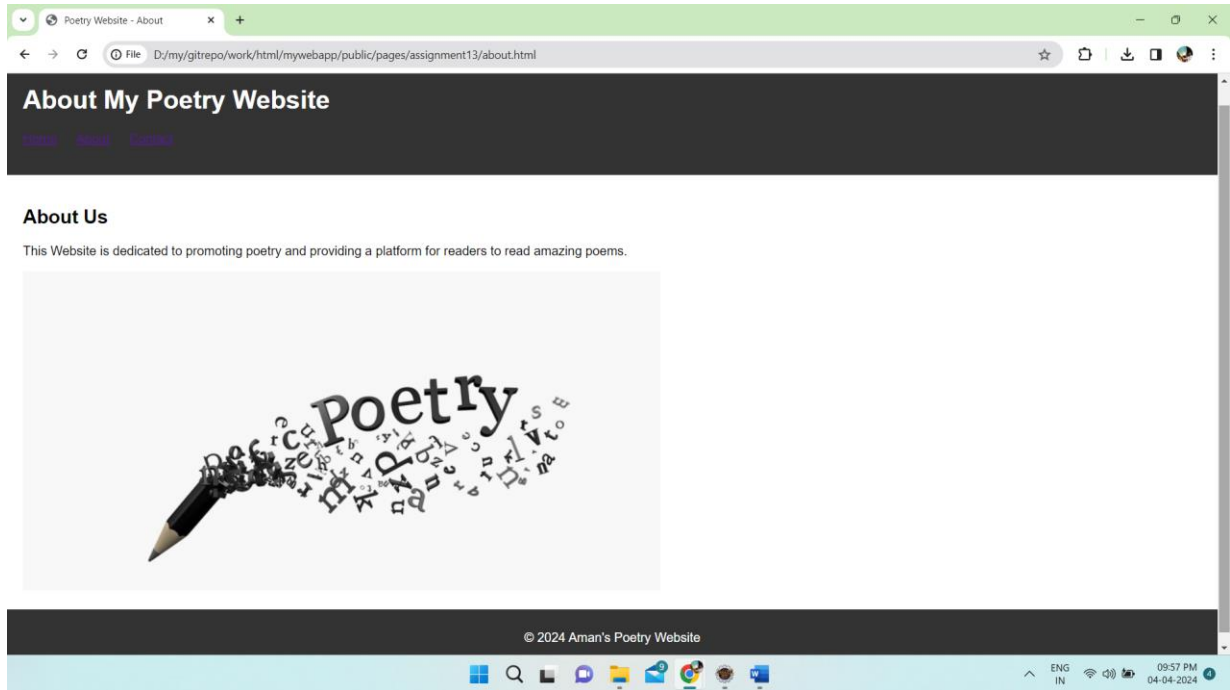 Poetry Website - About
File D:/my/gitrepo/work/html/mywebapp/public/pages/assignment13/about.html
About My Poetry Website
Home About Contact
About Us
This Website is dedicated to promoting poetry and providing a platform for readers to read amazing poems.
Poetry
© 2024 Aman's Poetry Website
ENG
IN
09:57 PM
04-04-2024
4